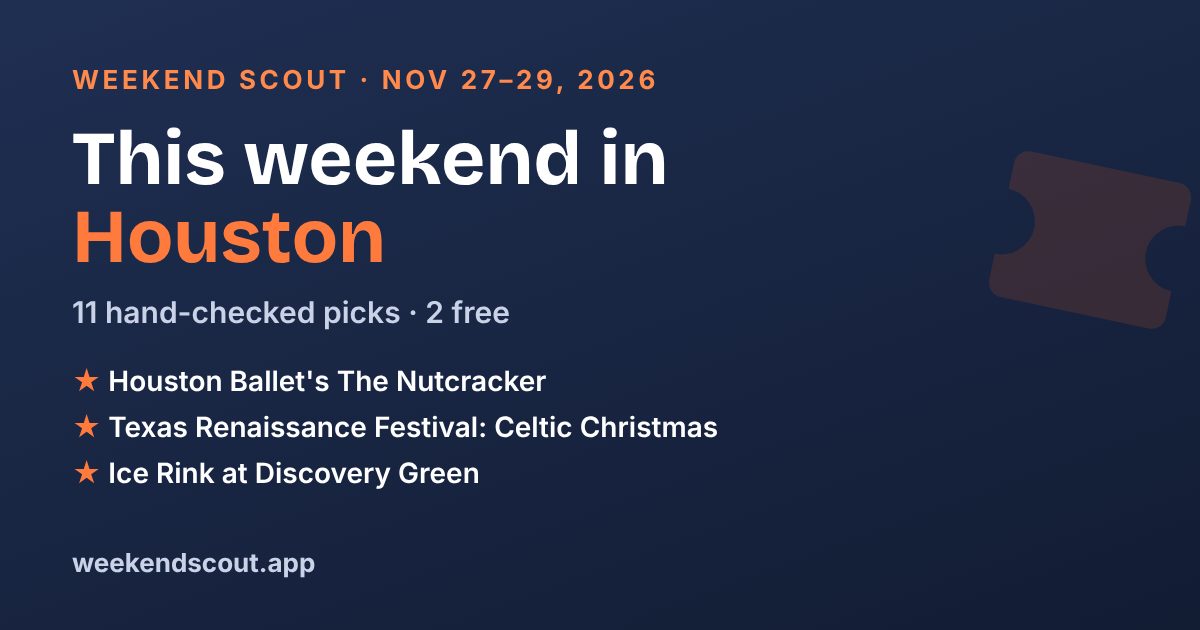 WEEKEND SCOUT · NOV 27–29, 2026
This weekend in
Houston
11 hand-checked picks · 2 free
★ Houston Ballet's The Nutcracker
★ Texas Renaissance Festival: Celtic Christmas
★ Ice Rink at Discovery Green
weekendscout.app